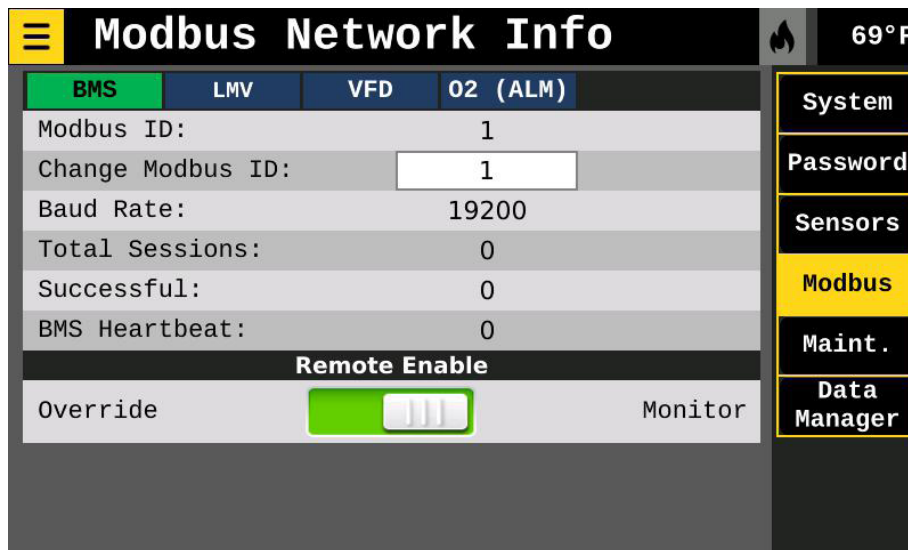 Modbus Network Info
69°F
BMS LMV VFD O2 (ALM)
Modbus ID: 1
Change Modbus ID: 1
Baud Rate: 19200
Total Sessions: 0
Successful: 0
BMS Heartbeat: 0
Remote Enable
Override Monitor
System
Password
Sensors
Modbus
Maint.
Data
Manager